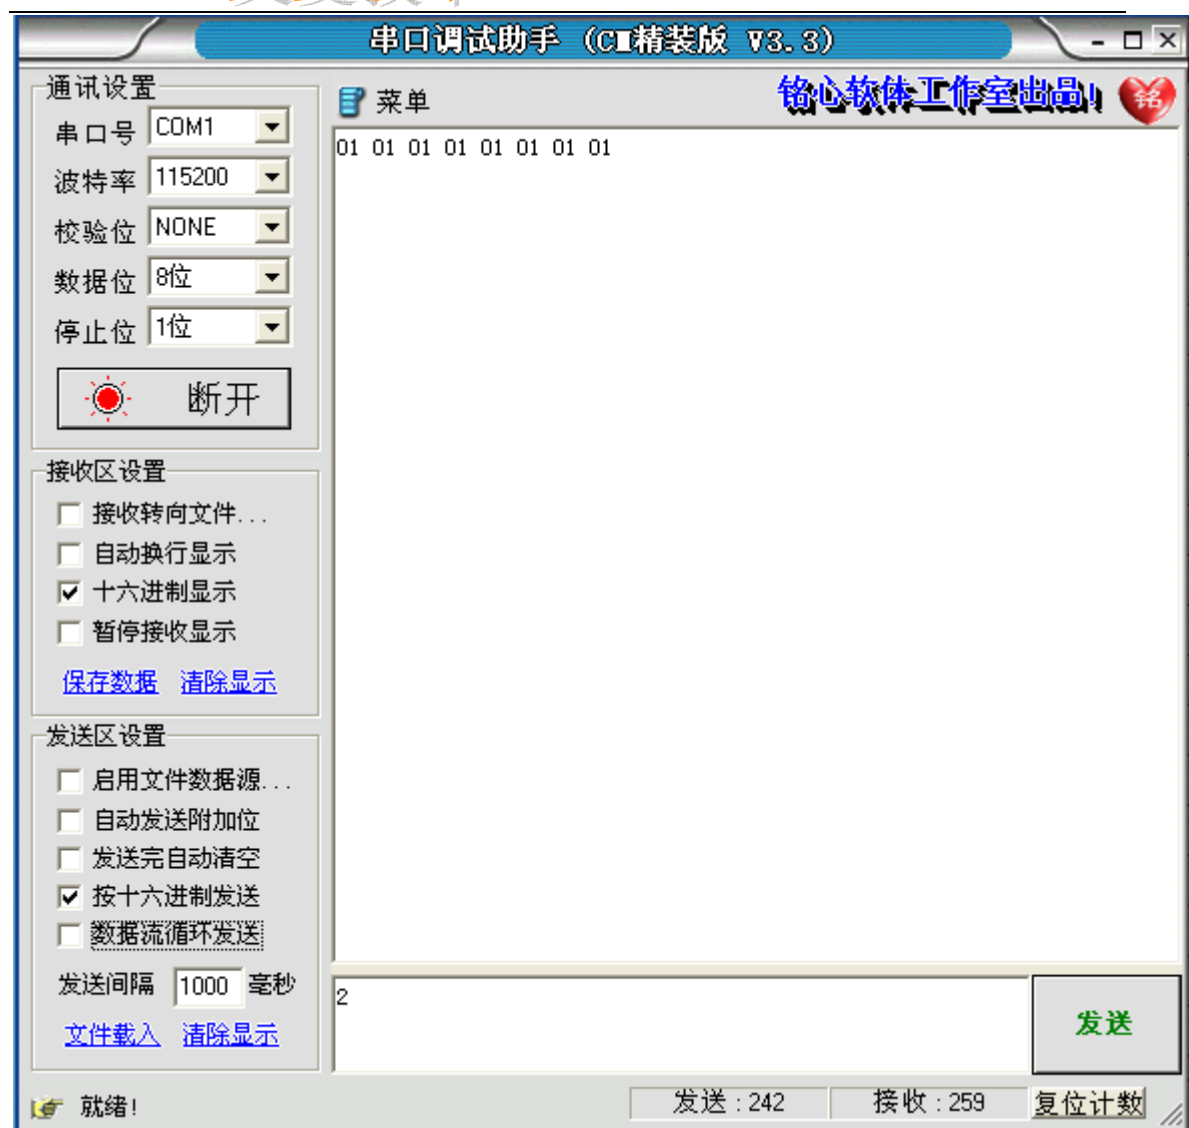 串口调试助手 (CM精装版 V3.3)
通讯设置
串口号 COM1
波特率 115200
校验位 NONE
数据位 8位
停止位 1位
断开
接收区设置
接收转向文件...
自动换行显示
十六进制显示
暂停接收显示
保存数据 清除显示
发送区设置
启用文件数据源...
自动发送附加位
发送完自动清空
按十六进制发送
数据流循环发送
发送间隔 1000 毫秒
文件载入 清除显示
菜单
铭心软体工作室出品!
铭
01 01 01 01 01 01 01 01
2
发送
就绪!
发送:242
接收:259
复位计数